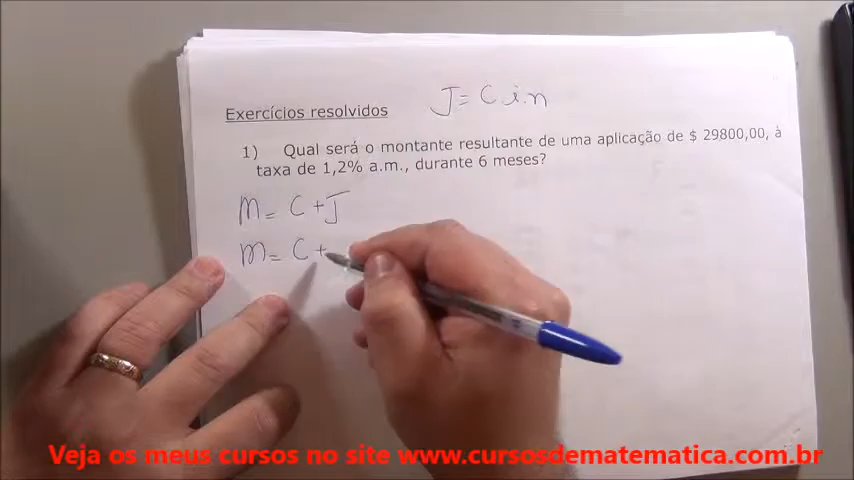 Exercícios resolvidos
J = C.i.n
1) Qual será o montante resultante de uma aplicação de $ 29800,00, à
taxa de 1,2% a.m., durante 6 meses?
M = C + J
M = C +
Veja os meus cursos no site www.cursosdematematica.com.br